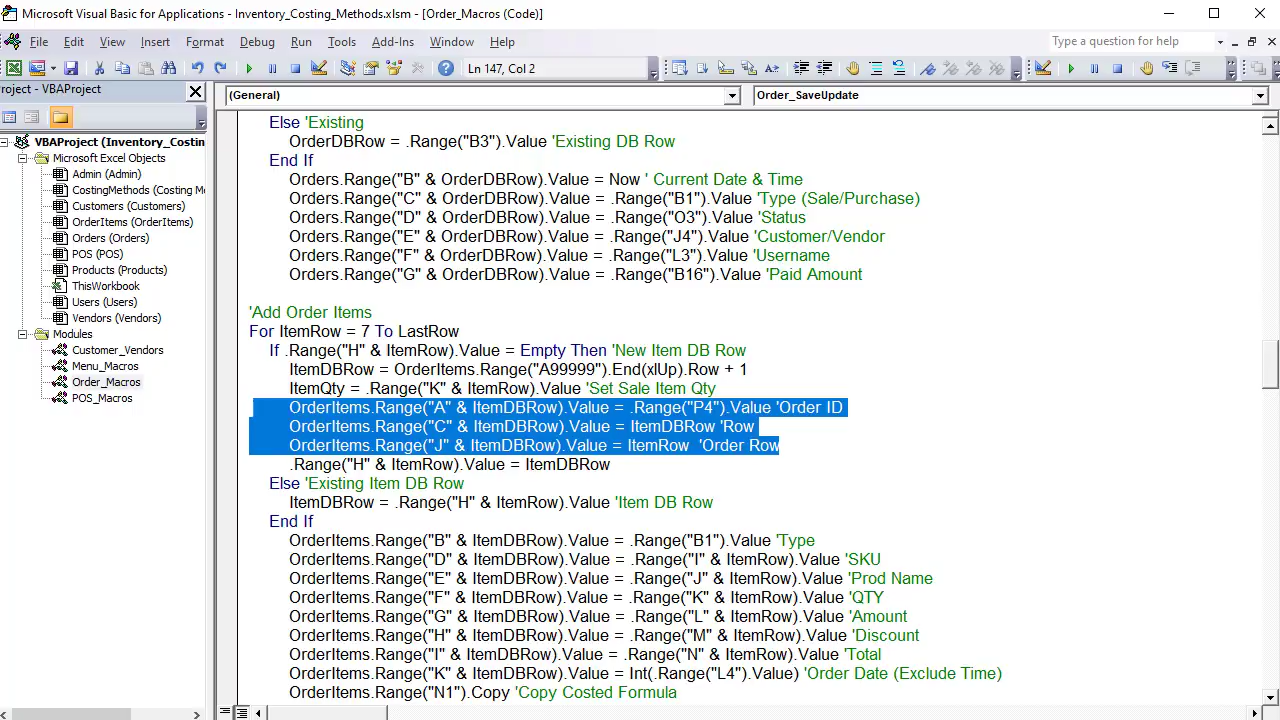 Microsoft Visual Basic for Applications - Inventory_Costing_Methods.xlsm - [Order_Macros (Code)]
File Edit View Insert Format Debug Run Tools Add-Ins Window Help
Type a question for help
Ln 147, Col 2
roject - VBAProject
(General) Order_SaveUpdate
VBAProject (Inventory_Costin
Microsoft Excel Objects
Admin (Admin)
CostingMethods (Costing Me
Customers (Customers)
OrderItems (OrderItems)
Orders (Orders)
POS (POS)
Products (Products)
ThisWorkbook
Users (Users)
Vendors (Vendors)
Modules
Customer_Vendors
Menu_Macros
Order_Macros
POS_Macros
Else 'Existing
OrderDBRow = .Range("B3").Value 'Existing DB Row
End If
Orders.Range("B" & OrderDBRow).Value = Now ' Current Date & Time
Orders.Range("C" & OrderDBRow).Value = .Range("B1").Value 'Type (Sale/Purchase)
Orders.Range("D" & OrderDBRow).Value = .Range("O3").Value 'Status
Orders.Range("E" & OrderDBRow).Value = .Range("J4").Value 'Customer/Vendor
Orders.Range("F" & OrderDBRow).Value = .Range("L3").Value 'Username
Orders.Range("G" & OrderDBRow).Value = .Range("B16").Value 'Paid Amount
'Add Order Items
For ItemRow = 7 To LastRow
If .Range("H" & ItemRow).Value = Empty Then 'New Item DB Row
ItemDBRow = OrderItems.Range("A99999").End(xlUp).Row + 1
ItemQty = .Range("K" & ItemRow).Value 'Set Sale Item Qty
OrderItems.Range("A" & ItemDBRow).Value = .Range("P4").Value 'Order ID
OrderItems.Range("C" & ItemDBRow).Value = ItemDBRow 'Row
OrderItems.Range("J" & ItemDBRow).Value = ItemRow 'Order Row
.Range("H" & ItemRow).Value = ItemDBRow
Else 'Existing Item DB Row
ItemDBRow = .Range("H" & ItemRow).Value 'Item DB Row
End If
OrderItems.Range("B" & ItemDBRow).Value = .Range("B1").Value 'Type
OrderItems.Range("D" & ItemDBRow).Value = .Range("I" & ItemRow).Value 'SKU
OrderItems.Range("E" & ItemDBRow).Value = .Range("J" & ItemRow).Value 'Prod Name
OrderItems.Range("F" & ItemDBRow).Value = .Range("K" & ItemRow).Value 'QTY
OrderItems.Range("G" & ItemDBRow).Value = .Range("L" & ItemRow).Value 'Amount
OrderItems.Range("H" & ItemDBRow).Value = .Range("M" & ItemRow).Value 'Discount
OrderItems.Range("I" & ItemDBRow).Value = .Range("N" & ItemRow).Value 'Total
OrderItems.Range("K" & ItemDBRow).Value = Int(.Range("L4").Value) 'Order Date (Exclude Time)
OrderItems.Range("N1").Copy 'Copy Costed Formula